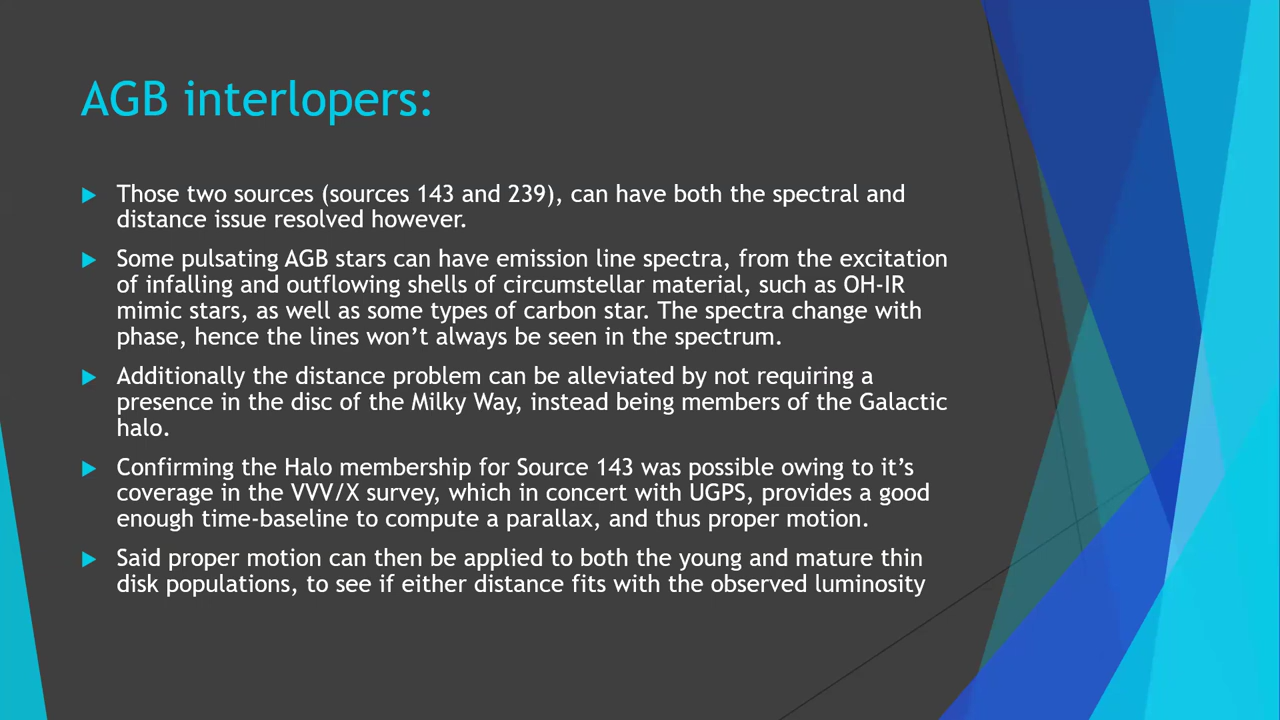 AGB interlopers:
Those two sources (sources 143 and 239), can have both the spectral and
distance issue resolved however.
Some pulsating AGB stars can have emission line spectra, from the excitation
of infalling and outflowing shells of circumstellar material, such as OH-IR
mimic stars, as well as some types of carbon star. The spectra change with
phase, hence the lines won’t always be seen in the spectrum.
Additionally the distance problem can be alleviated by not requiring a
presence in the disc of the Milky Way, instead being members of the Galactic
halo.
Confirming the Halo membership for Source 143 was possible owing to it’s
coverage in the VVV/X survey, which in concert with UGPS, provides a good
enough time-baseline to compute a parallax, and thus proper motion.
Said proper motion can then be applied to both the young and mature thin
disk populations, to see if either distance fits with the observed luminosity